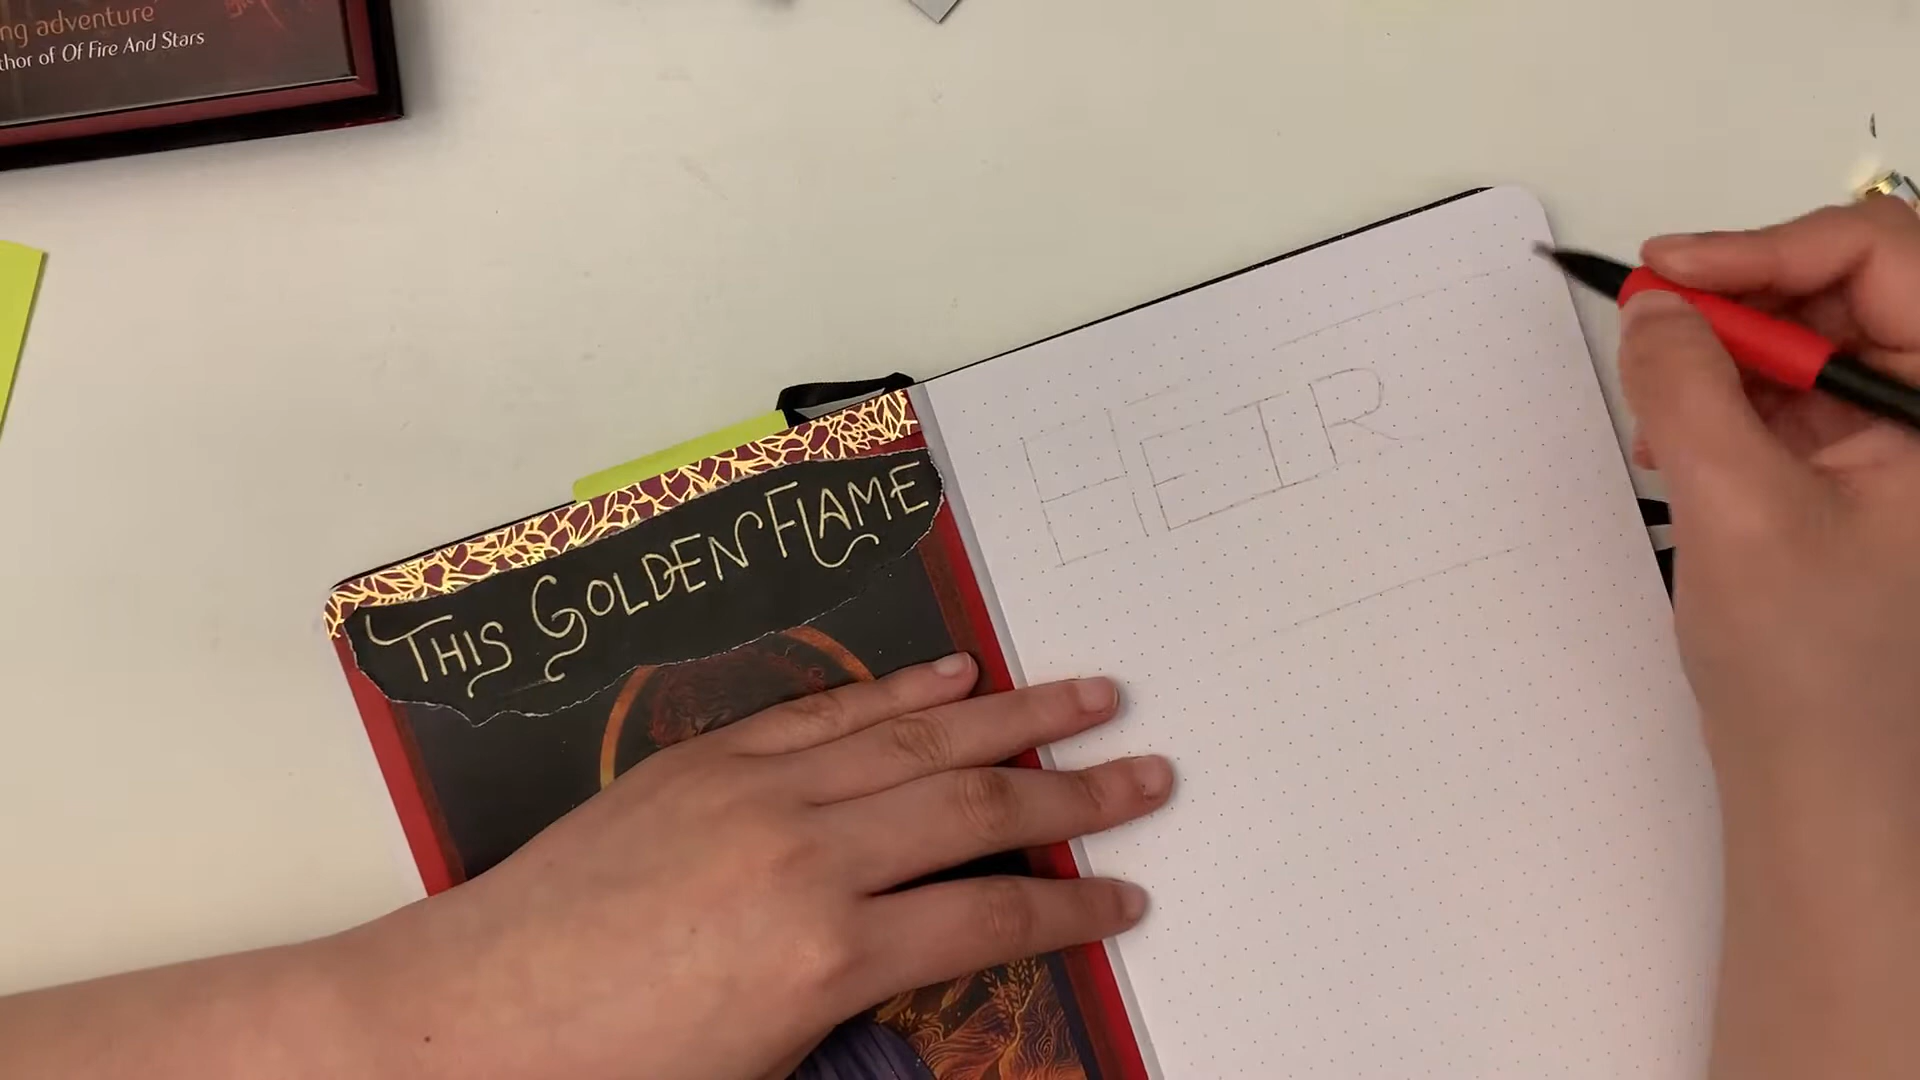 ng adventure'
thor of Of Fire And Stars
THIS GOLDEN FLAME
HEIR